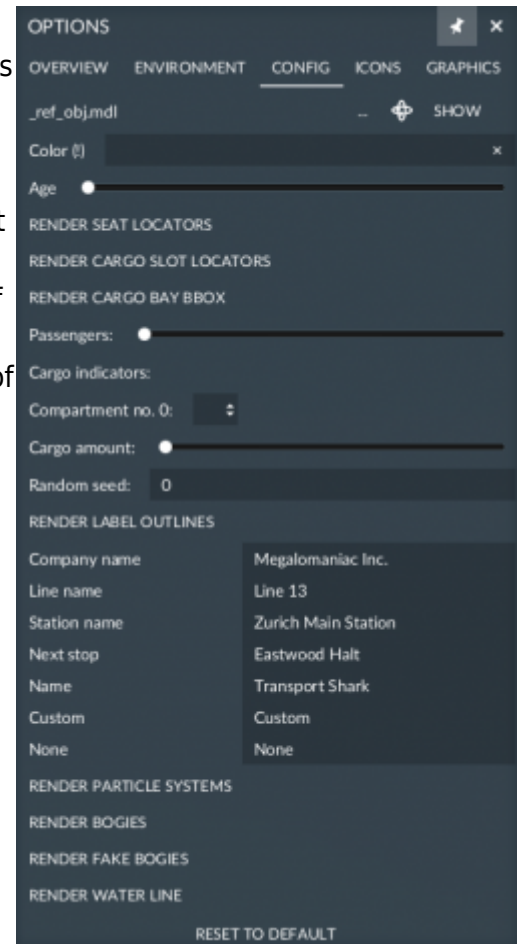 OPTIONS ×
OVERVIEW ENVIRONMENT CONFIG ICONS GRAPHICS
_ref_obj.mdl ... SHOW
Color (!) ×
Age
RENDER SEAT LOCATORS
RENDER CARGO SLOT LOCATORS
RENDER CARGO BAY BBOX
Passengers:
of
Cargo indicators:
Compartment no. 0:
Cargo amount:
Random seed: 0
RENDER LABEL OUTLINES
Company name Megalomaniac Inc.
Line name Line 13
Station name Zurich Main Station
Next stop Eastwood Halt
Name Transport Shark
Custom Custom
None None
RENDER PARTICLE SYSTEMS
RENDER BOGIES
RENDER FAKE BOGIES
RENDER WATER LINE
RESET TO DEFAULT